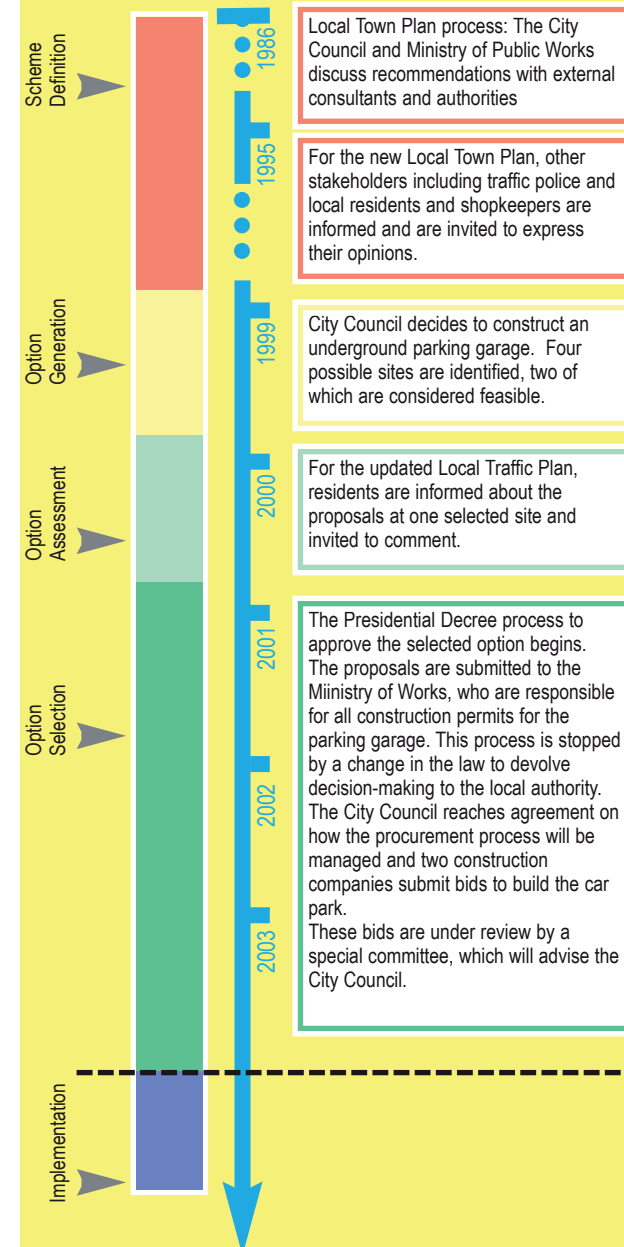 Scheme
Definition
1986
Local Town Plan process: The City
Council and Ministry of Public Works
discuss recommendations with external
consultants and authorities
1995
For the new Local Town Plan, other
stakeholders including traffic police and
local residents and shopkeepers are
informed and are invited to express
their opinions.
Option
Generation
1999
City Council decides to construct an
underground parking garage. Four
possible sites are identified, two of
which are considered feasible.
Option
Assessment
2000
For the updated Local Traffic Plan,
residents are informed about the
proposals at one selected site and
invited to comment.
Option
Selection
2001
2002
2003
The Presidential Decree process to
approve the selected option begins.
The proposals are submitted to the
Miinistry of Works, who are responsible
for all construction permits for the
parking garage. This process is stopped
by a change in the law to devolve
decision-making to the local authority.
The City Council reaches agreement on
how the procurement process will be
managed and two construction
companies submit bids to build the car
park.
These bids are under review by a
special committee, which will advise the
City Council.
Implementation